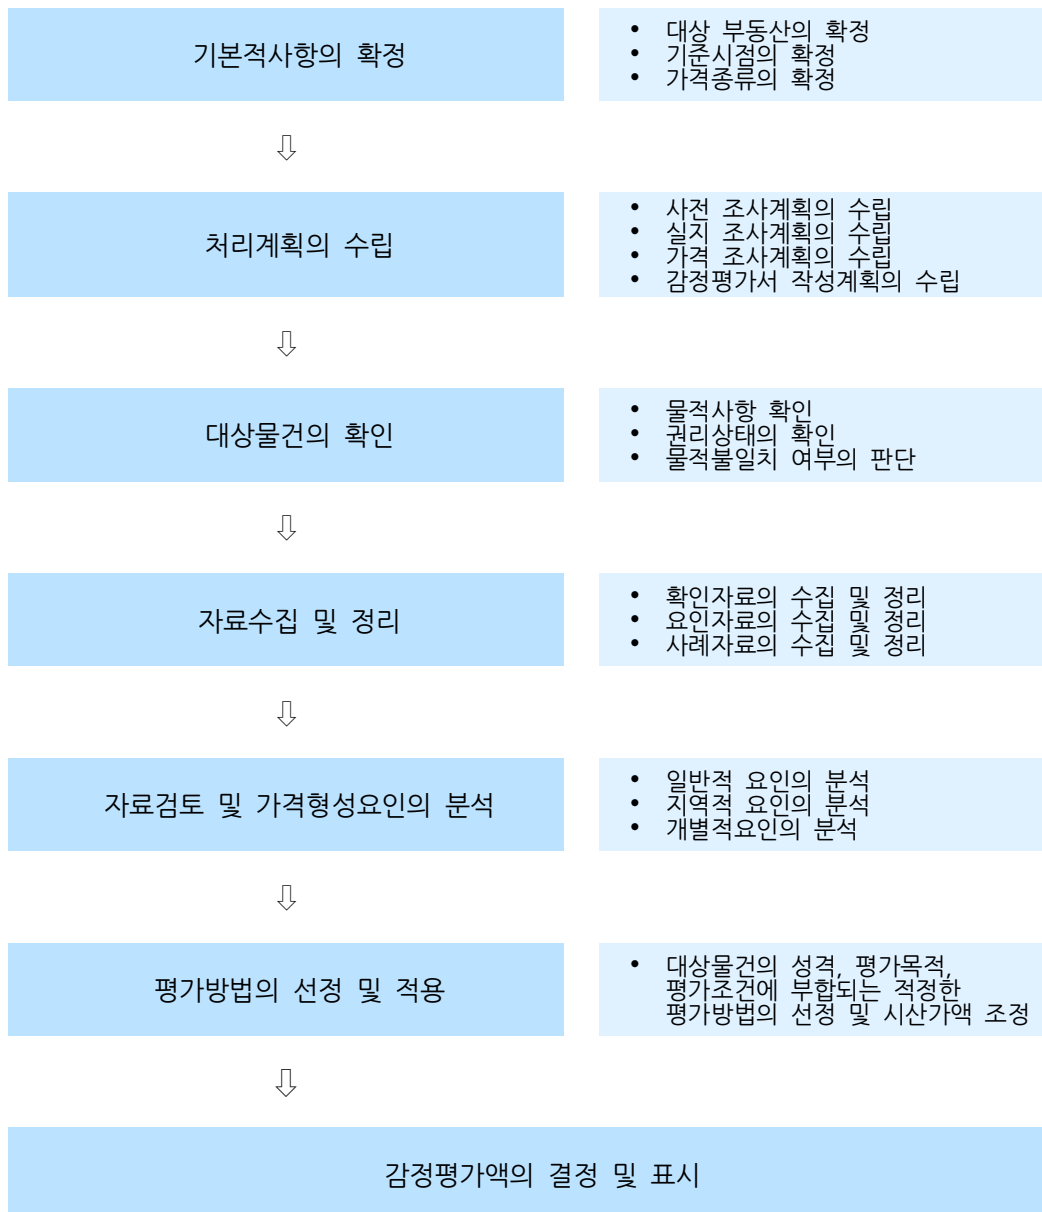 기본적사항의 확정
• 대상 부동산의 확정
• 기준시점의 확정
• 가격종류의 확정
⇩
처리계획의 수립
• 사전 조사계획의 수립
• 실지 조사계획의 수립
• 가격 조사계획의 수립
• 감정평가서 작성계획의 수립
⇩
대상물건의 확인
• 물적사항 확인
• 권리상태의 확인
• 물적불일치 여부의 판단
⇩
자료수집 및 정리
• 확인자료의 수집 및 정리
• 요인자료의 수집 및 정리
• 사례자료의 수집 및 정리
⇩
자료검토 및 가격형성요인의 분석
• 일반적 요인의 분석
• 지역적 요인의 분석
• 개별적요인의 분석
⇩
평가방법의 선정 및 적용
• 대상물건의 성격, 평가목적,
평가조건에 부합되는 적정한
평가방법의 선정 및 시산가액 조정
⇩
감정평가액의 결정 및 표시